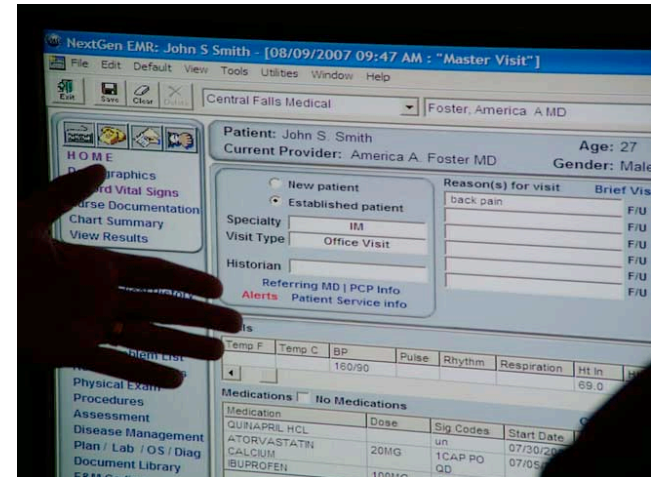 NextGen EMR: John S Smith - [08/09/2007 09:47 AM : "Master Visit"]
File Edit Default View Tools Utilities Window Help
Exit Save Clear Delete
Central Falls Medical
Foster, America A MD
Patient: John S. Smith
Age: 27
Current Provider: America A. Foster MD
Gender: Male
HOME
graphics
rd Vital Signs
urse Documentation
Chart Summary
View Results
New patient
Established patient
Specialty IM
Visit Type Office Visit
Historian
Referring MD | PCP Info
Alerts Patient Service info
Reason(s) for visit
Brief Vis
back pain
F/U
F/U
F/U
F/U
F/U
Temp F Temp C BP Pulse Rhythm Respiration Ht In
160/90 69.0
blem List
Physical Exam
Procedures
Assessment
Disease Management
Plan / Lab / OS / Diag
Document Library
Medications No Medications
Medication Dose Sig Codes Start Date
QUINAPRIL HCL un 07/30/20
ATORVASTATIN CALCIUM 20MG 1CAP PO QD 07/05
IBUPROFEN 100MG